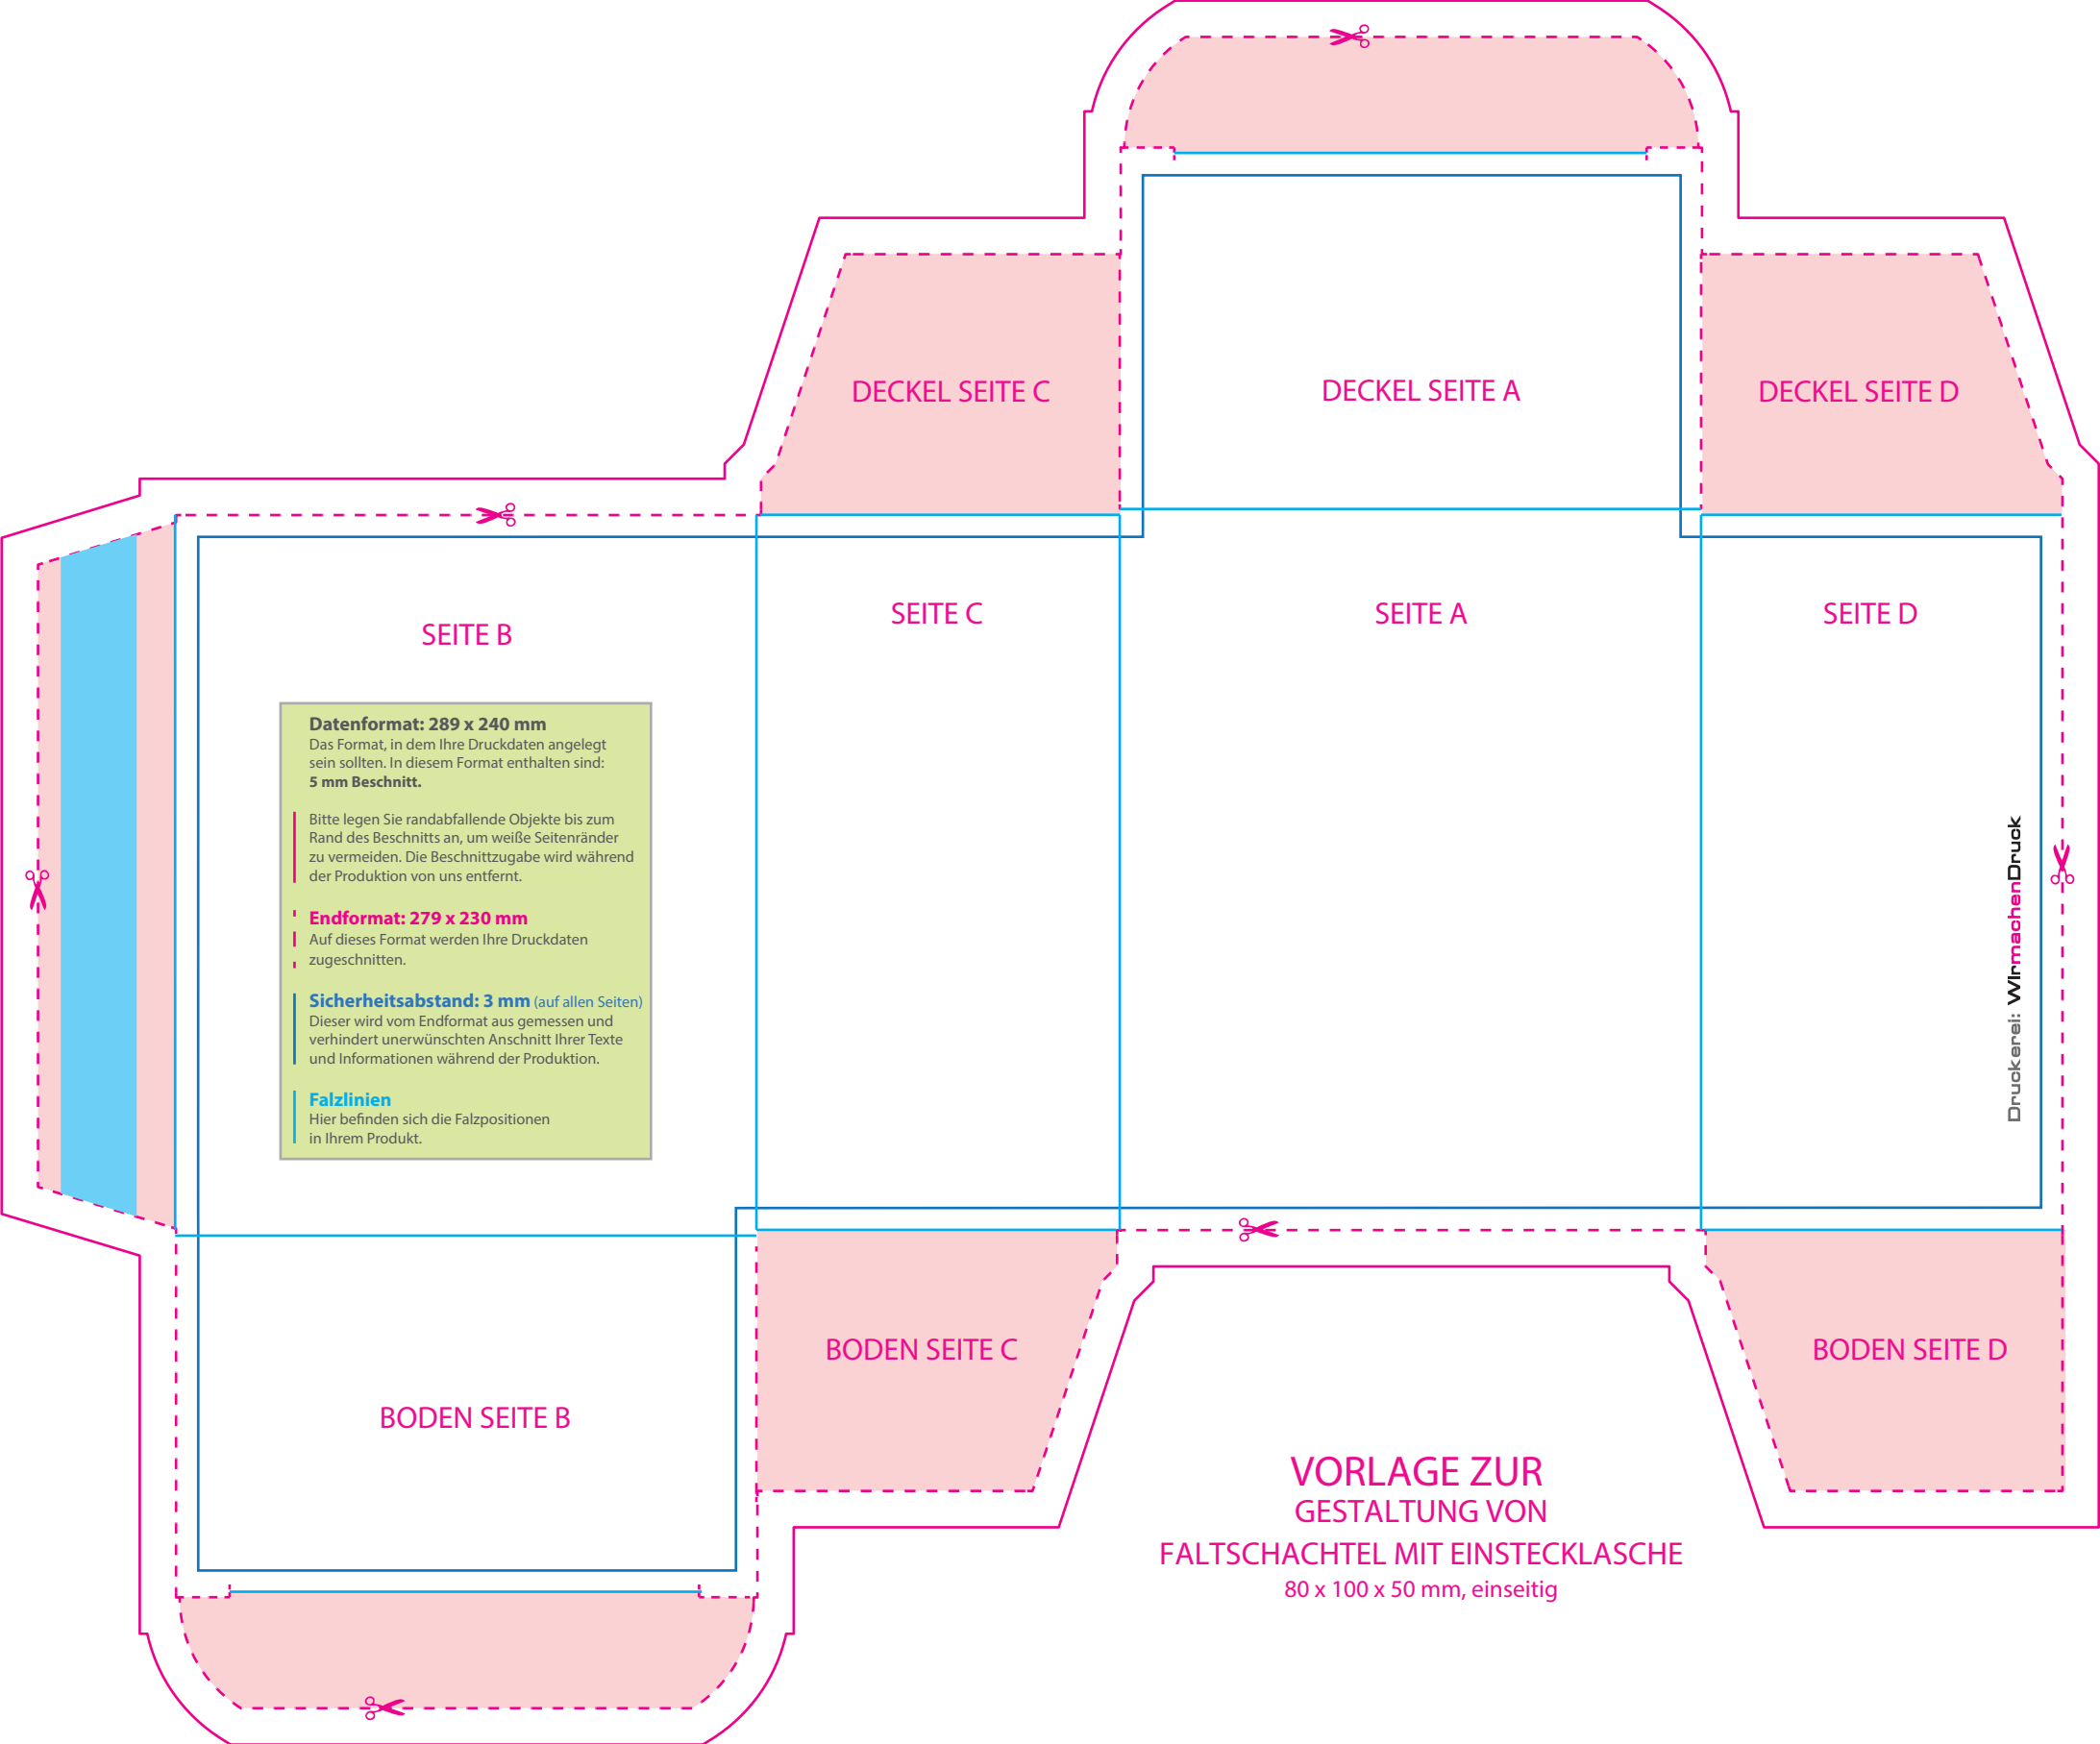 DECKEL SEITE C
DECKEL SEITE A
DECKEL SEITE D
SEITE B
SEITE C
SEITE A
SEITE D
Datenformat: 289 x 240 mm
Das Format, in dem Ihre Druckdaten angelegt
sein sollten. In diesem Format enthalten sind:
5 mm Beschnitt.
Bitte legen Sie randabfallende Objekte bis zum
Rand des Beschnitts an, um weiße Seitenränder
zu vermeiden. Die Beschnittzugabe wird während
der Produktion von uns entfernt.
Endformat: 279 x 230 mm
Auf dieses Format werden Ihre Druckdaten
zugeschnitten.
Sicherheitsabstand: 3 mm (auf allen Seiten)
Dieser wird vom Endformat aus gemessen und
verhindert unerwünschten Anschnitt Ihrer Texte
und Informationen während der Produktion.
Falzlinien
Hier befinden sich die Falzpositionen
in Ihrem Produkt.
Druckerei: WIrmachenDruck
BODEN SEITE B
BODEN SEITE C
BODEN SEITE D
VORLAGE ZUR
GESTALTUNG VON
FALTSCHACHTEL MIT EINSTECKLASCHE
80 x 100 x 50 mm, einseitig